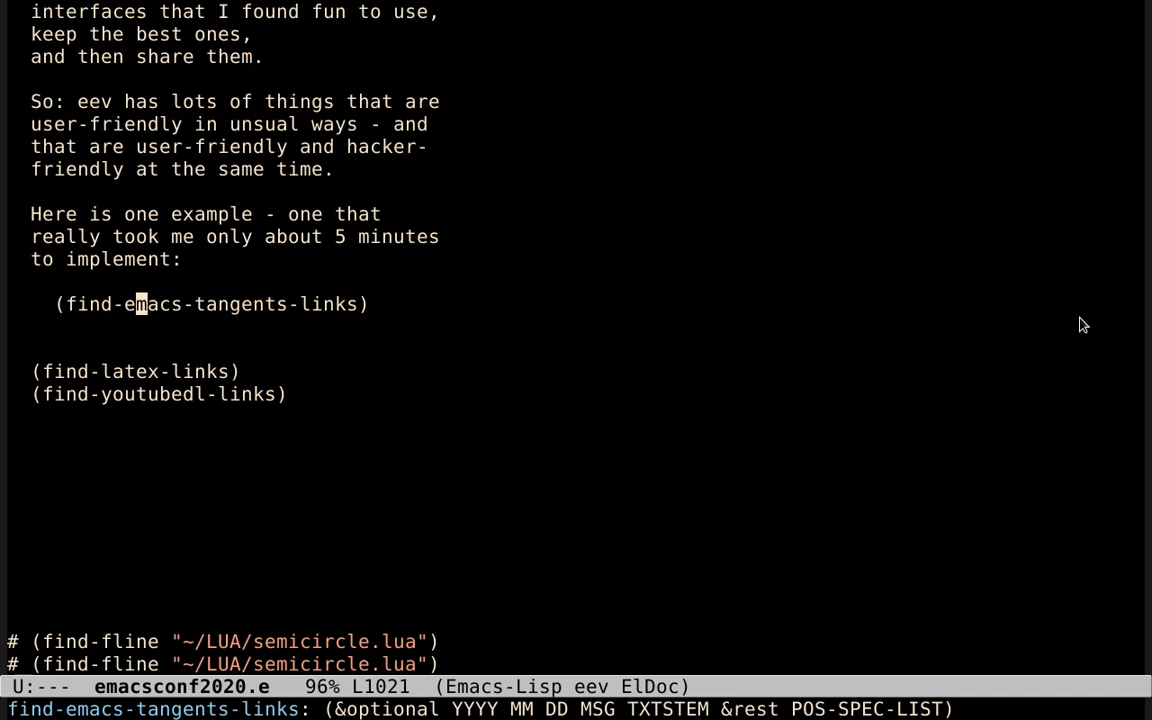 interfaces that I found fun to use,
keep the best ones,
and then share them.
So: eev has lots of things that are
user-friendly in unsual ways - and
that are user-friendly and hacker-
friendly at the same time.
Here is one example - one that
really took me only about 5 minutes
to implement:
(find-emacs-tangents-links)
(find-latex-links)
(find-youtubedl-links)
# (find-fline "~/LUA/semicircle.lua")
# (find-fline "~/LUA/semicircle.lua")
U:--- emacsconf2020.e 96% L1021 (Emacs-Lisp eev ElDoc)
find-emacs-tangents-links: (&optional YYYY MM DD MSG TXTSTEM &rest POS-SPEC-LIST)